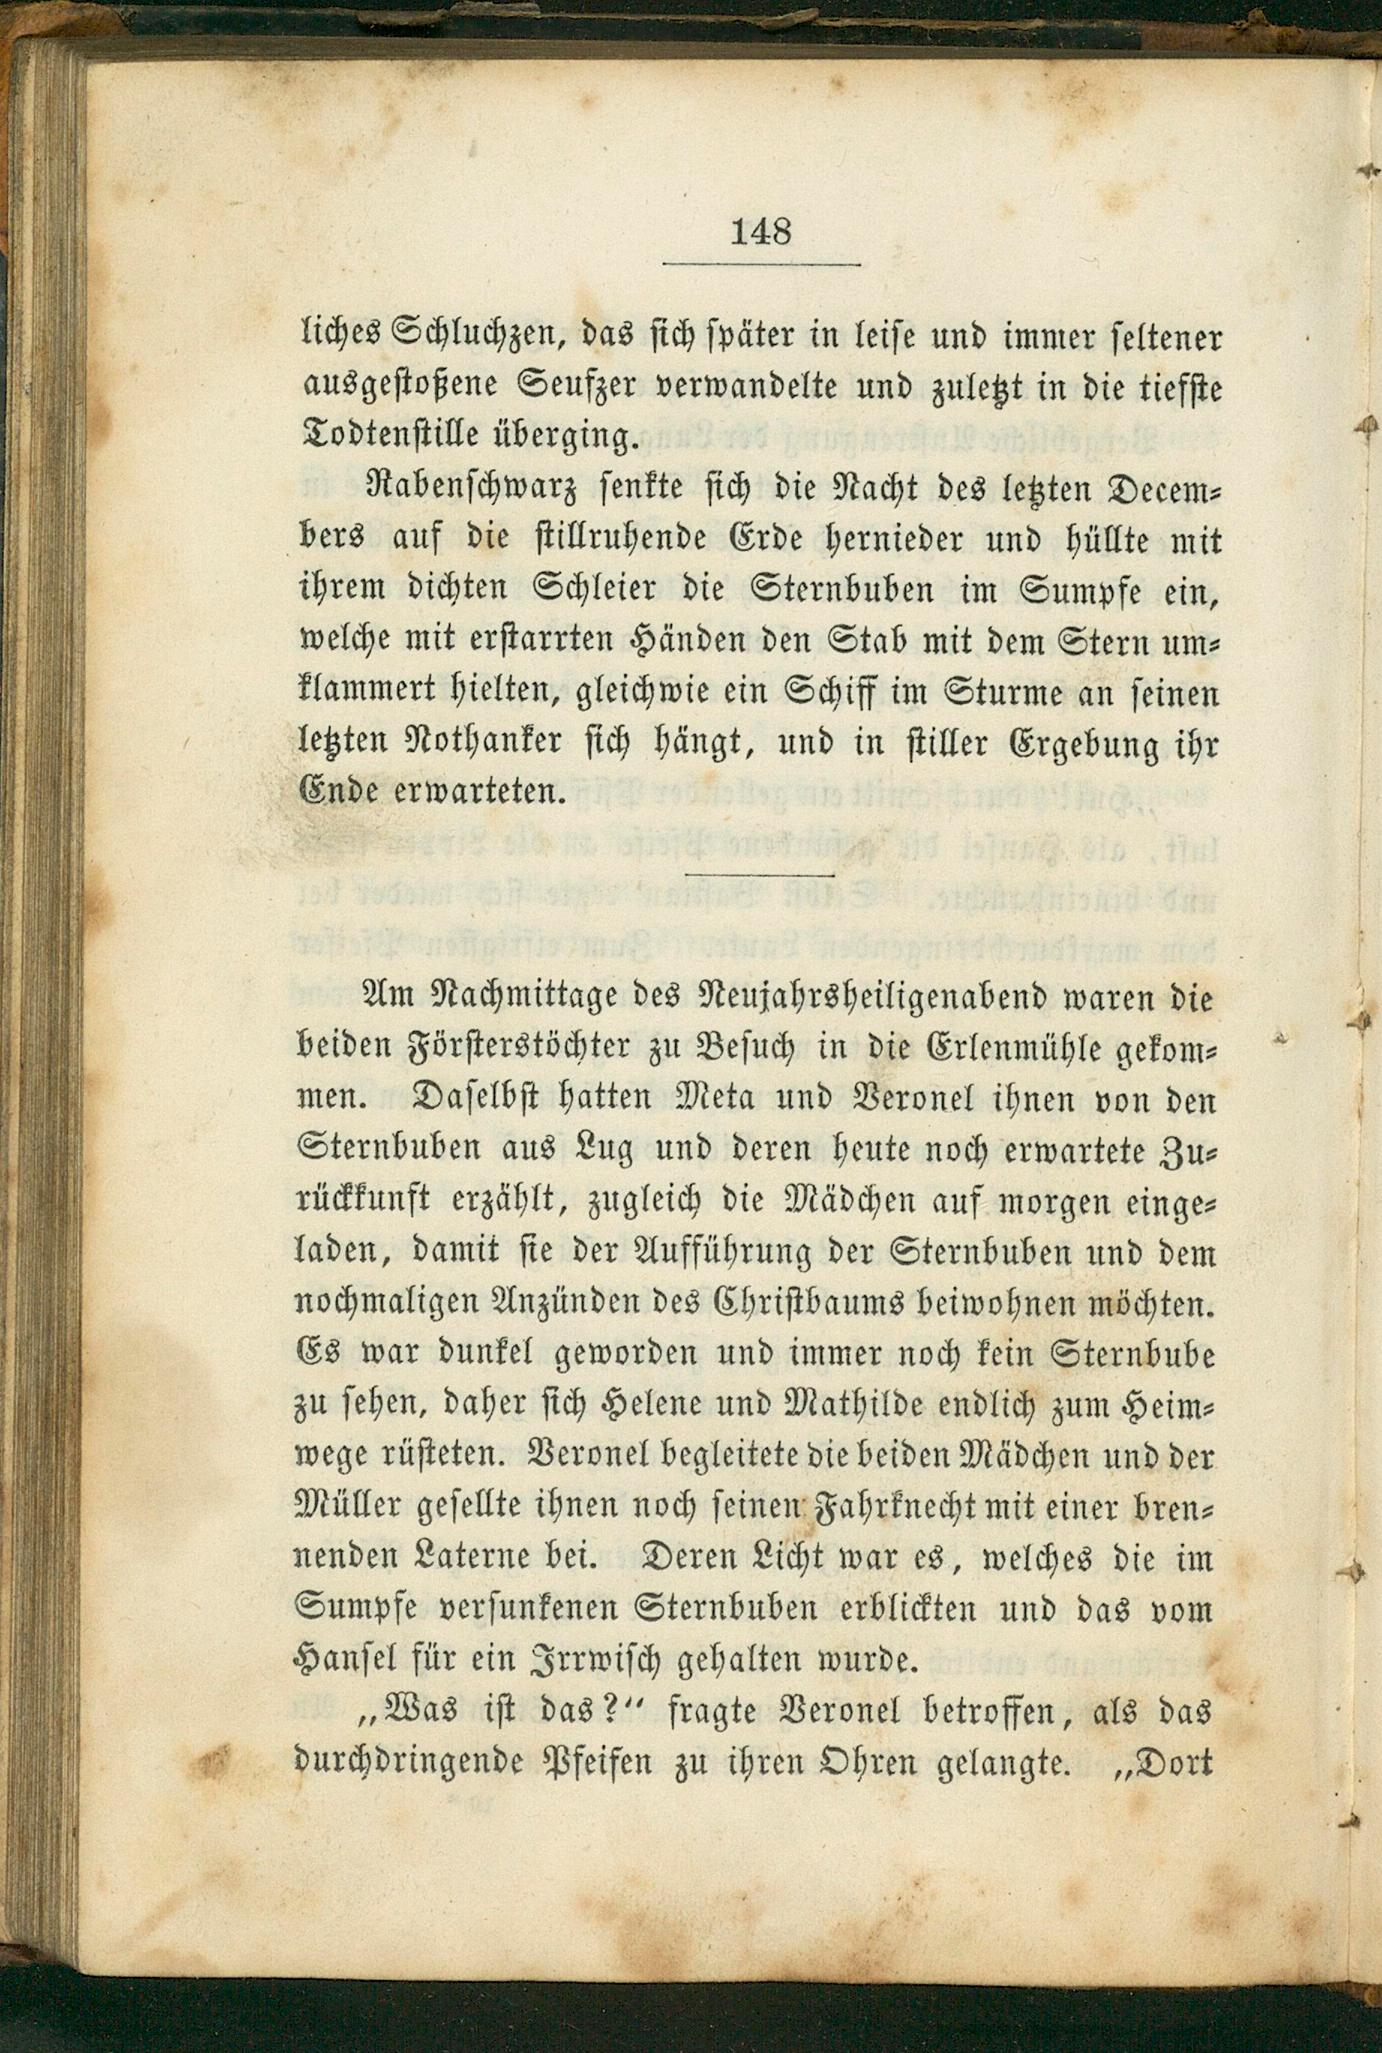 148
liches Schluchzen, das sich später in leise und immer seltener
ausgestoßene Seufzer verwandelte und zuletzt in die tiefste
Todtenstille überging.
Rabenschwarz senkte sich die Nacht des letzten Decem-
bers auf die stillruhende Erde hernieder und hüllte mit
ihrem dichten Schleier die Sternbuben im Sumpfe ein,
welche mit erstarrten Händen den Stab mit dem Stern um-
klammert hielten, gleichwie ein Schiff im Sturme an seinen
letzten Nothanker sich hängt, und in stiller Ergebung ihr
Ende erwarteten.
Am Nachmittage des Neujahrsheiligenabend waren die
beiden Försterstöchter zu Besuch in die Erlenmühle gekom-
men. Daselbst hatten Meta und Veronel ihnen von den
Sternbuben aus Lug und deren heute noch erwartete Zu-
rückkunft erzählt, zugleich die Mädchen auf morgen einge-
laden, damit sie der Aufführung der Sternbuben und dem
nochmaligen Anzünden des Christbaums beiwohnen möchten.
Es war dunkel geworden und immer noch kein Sternbube
zu sehen, daher sich Helene und Mathilde endlich zum Heim-
wege rüsteten. Veronel begleitete die beiden Mädchen und der
Müller gesellte ihnen noch seinen Fahrknecht mit einer bren-
nenden Laterne bei. Deren Licht war es, welches die im
Sumpfe versunkenen Sternbuben erblickten und das vom
Hansel für ein Irrwisch gehalten wurde.
„Was ist das?“ fragte Veronel betroffen, als das
durchdringende Pfeifen zu ihren Ohren gelangte. „Dort